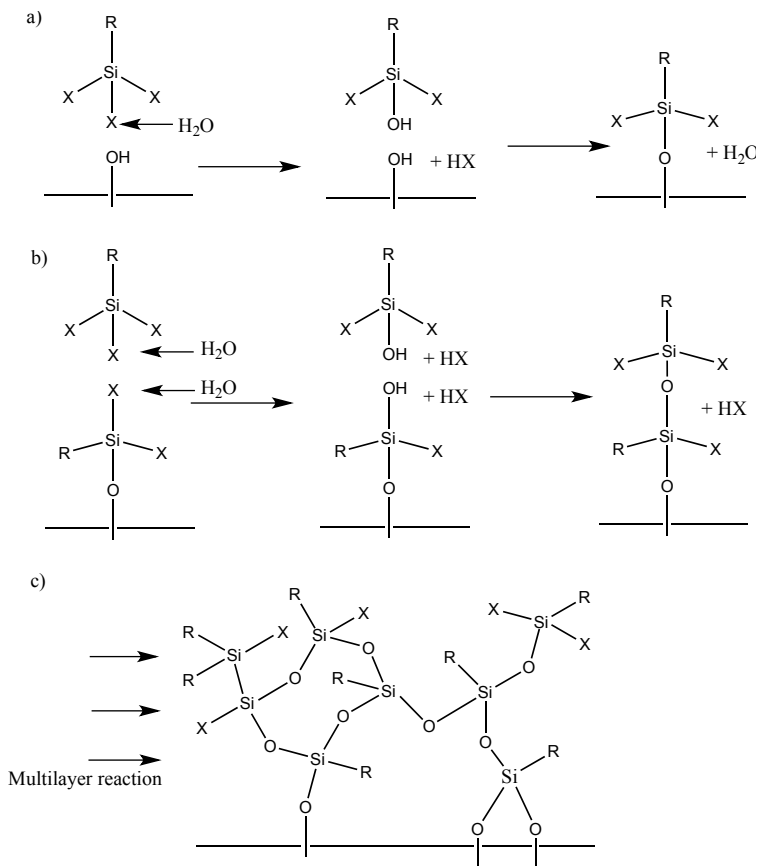 a)
R
Si
X X
X
H₂O
OH
R
Si
X X
OH
OH + HX
R
Si
X X
O
+ H₂O
b)
R
Si
X X
X
H₂O
X
H₂O
R Si X
O
R
Si
X X
OH
+ HX
OH
+ HX
Si
R X
O
R
X Si X
O
+ HX
R Si X
O
c)
R
X
R Si
R
R X
Si
O
O
R
Si
X
Si
O
O
Si
R
O
R
O
Si
O
X Si R
X
O
Si
R
O
O O
Multilayer reaction